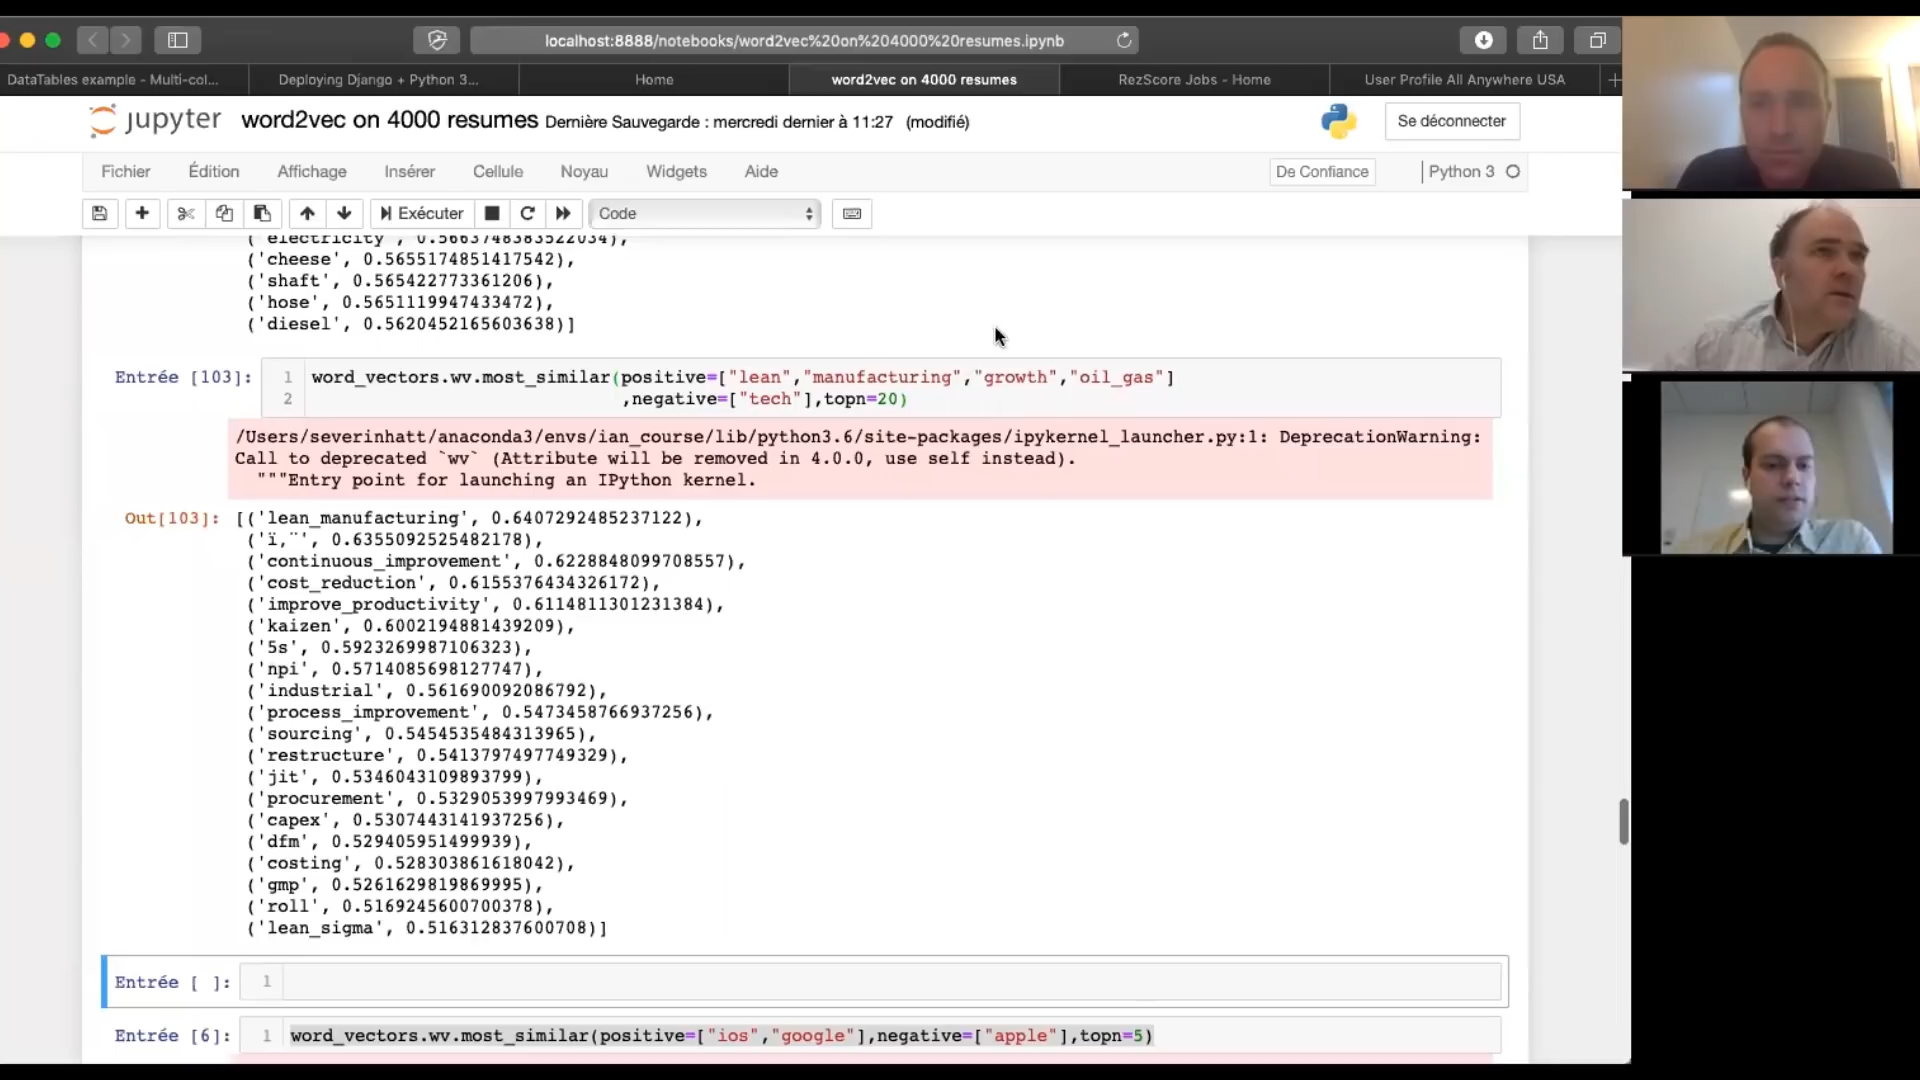 localhost:8888/notebooks/word2vec%20on%204000%20resumes.ipynb
DataTables example - Multi-col...
Deploying Django + Python 3...
Home
word2vec on 4000 resumes
RezScore Jobs - Home
User Profile All Anywhere USA
jupyter word2vec on 4000 resumes Dernière Sauvegarde : mercredi dernier à 11:27 (modifié)
Se déconnecter
Fichier Édition Affichage Insérer Cellule Noyau Widgets Aide
De Confiance
Python 3
Exécuter
Code
('electricity', 0.5663748383522034),
('cheese', 0.5655174851417542),
('shaft', 0.565422773361206),
('hose', 0.5651119947433472),
('diesel', 0.5620452165603638)]
Entrée [103]:
1 word_vectors.wv.most_similar(positive=["lean","manufacturing","growth","oil_gas"]
2 ,negative=["tech"],topn=20)
/Users/severinhatt/anaconda3/envs/ian_course/lib/python3.6/site-packages/ipykernel_launcher.py:1: DeprecationWarning:
Call to deprecated `wv` (Attribute will be removed in 4.0.0, use self instead).
"""Entry point for launching an IPython kernel.
Out[103]: [('lean_manufacturing', 0.6407292485237122),
('ï,¨', 0.6355092525482178),
('continuous_improvement', 0.6228848099708557),
('cost_reduction', 0.6155376434326172),
('improve_productivity', 0.6114811301231384),
('kaizen', 0.6002194881439209),
('5s', 0.5923269987106323),
('npi', 0.5714085698127747),
('industrial', 0.561690092086792),
('process_improvement', 0.5473458766937256),
('sourcing', 0.5454535484313965),
('restructure', 0.5413797497749329),
('jit', 0.5346043109893799),
('procurement', 0.5329053997993469),
('capex', 0.5307443141937256),
('dfm', 0.529405951499939),
('costing', 0.528303861618042),
('gmp', 0.5261629819869995),
('roll', 0.5169245600700378),
('lean_sigma', 0.516312837600708)]
Entrée [ ]: 1
Entrée [6]: 1 word_vectors.wv.most_similar(positive=["ios","google"],negative=["apple"],topn=5)